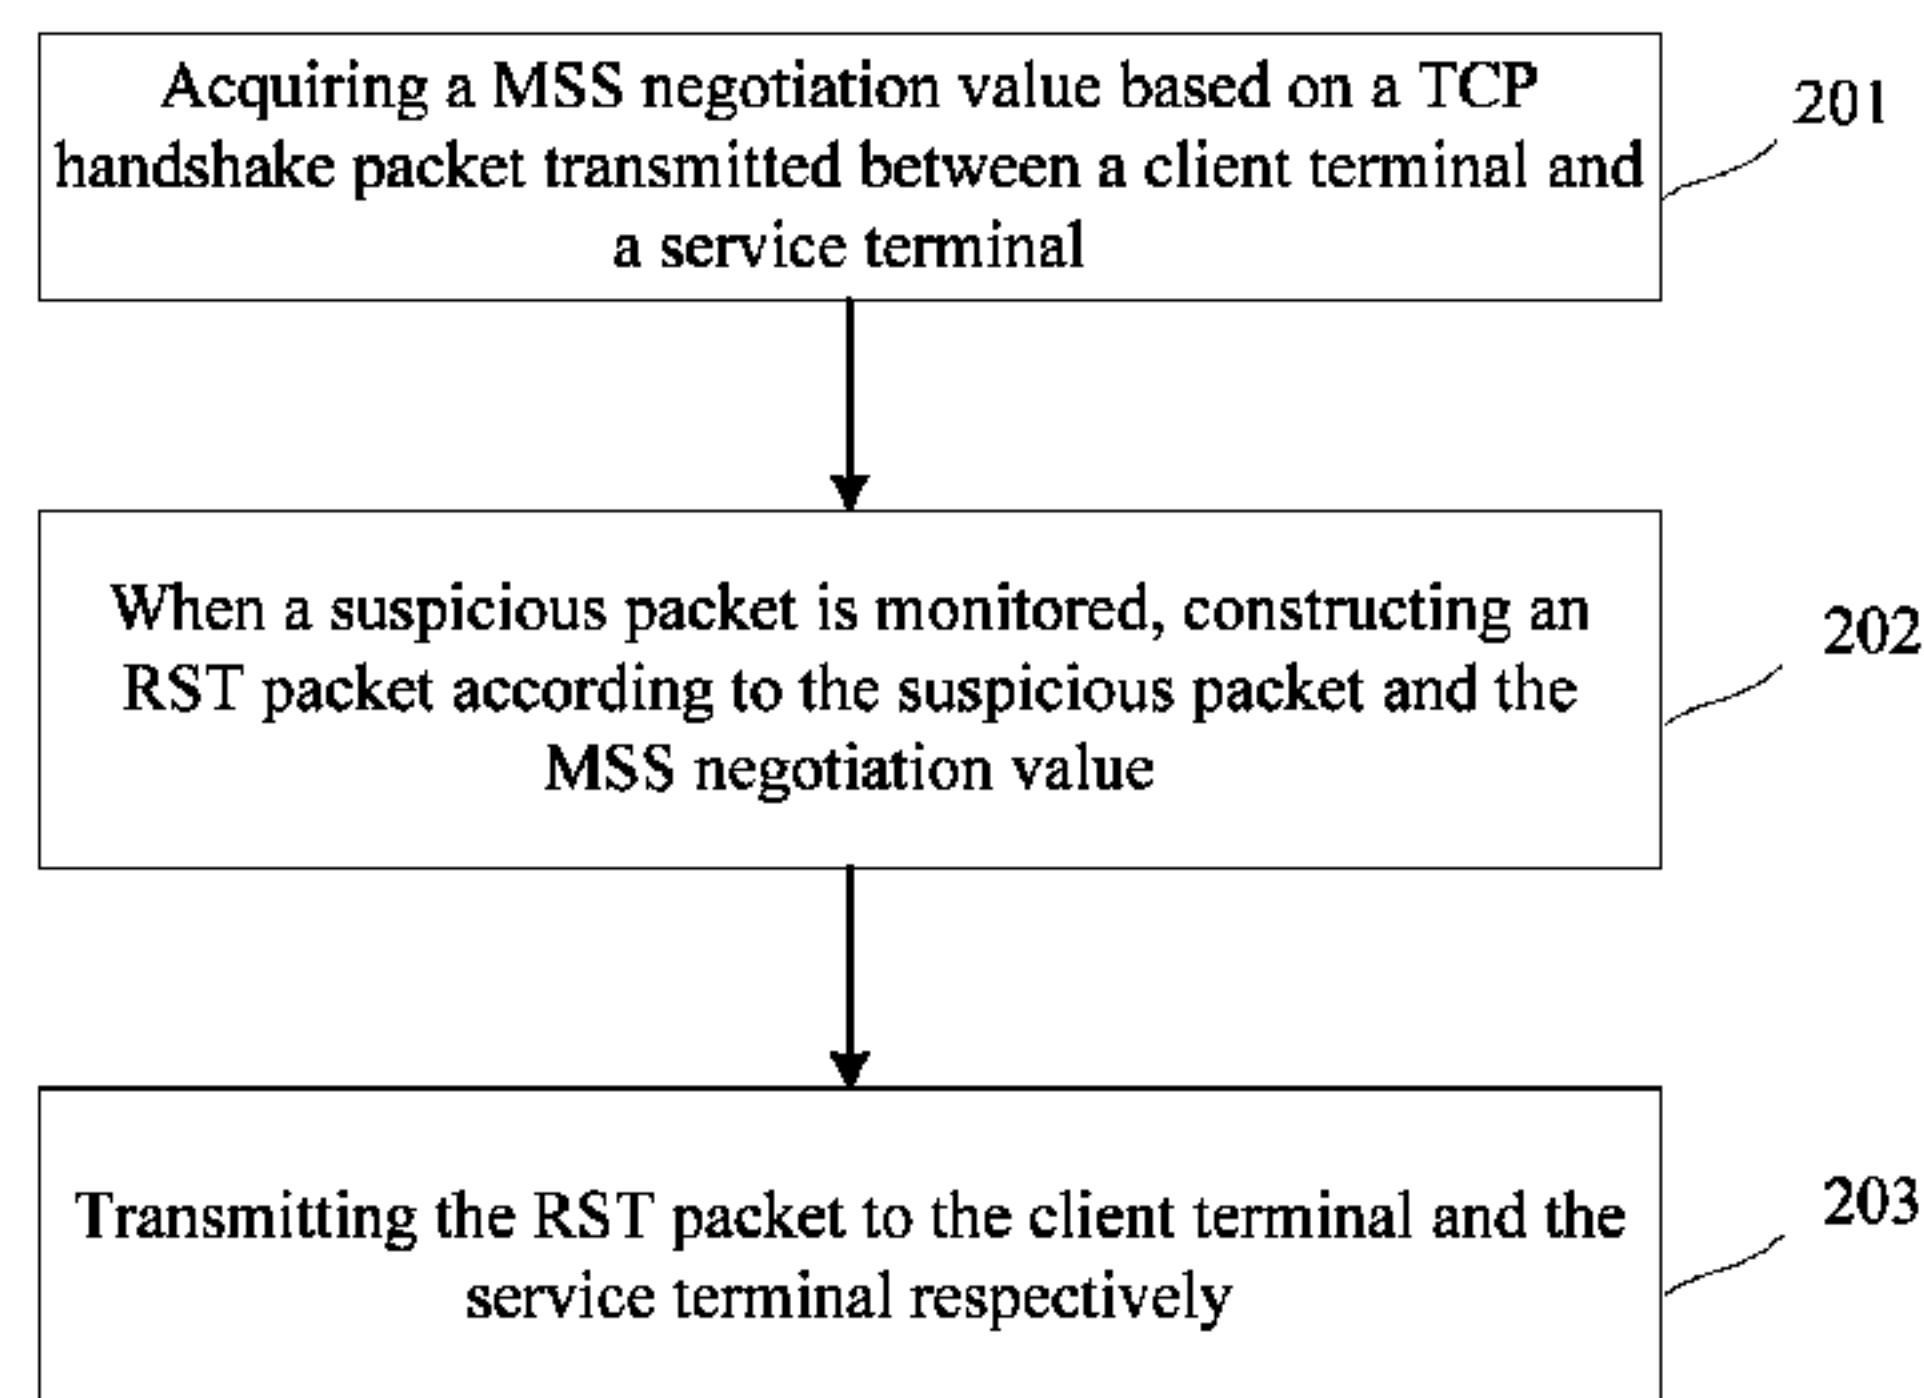 Acquiring a MSS negotiation value based on a TCP
handshake packet transmitted between a client terminal and
a service terminal
201
When a suspicious packet is monitored, constructing an
RST packet according to the suspicious packet and the
MSS negotiation value
202
Transmitting the RST packet to the client terminal and the
service terminal respectively
203